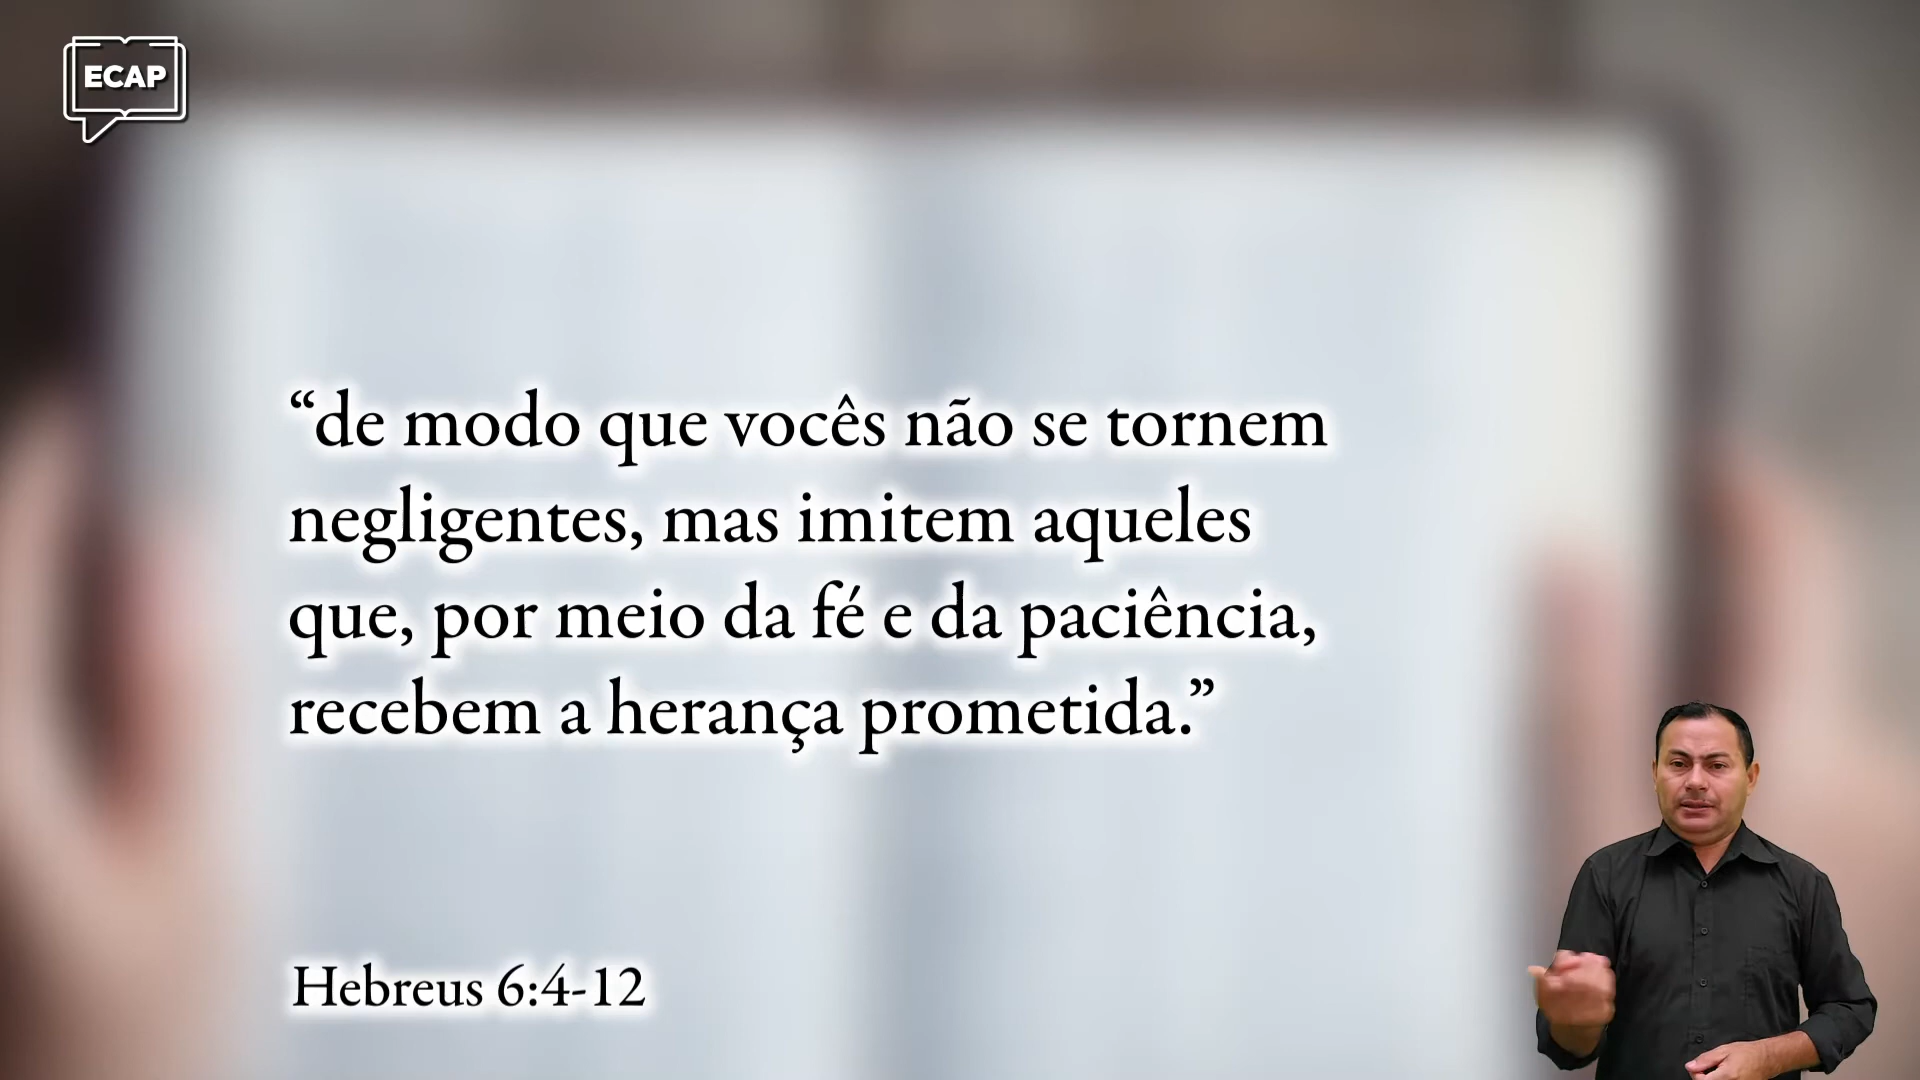 ECAP
“de modo que vocês não se tornem
negligentes, mas imitem aqueles
que, por meio da fé e da paciência,
recebem a herança prometida.”
Hebreus 6:4-12